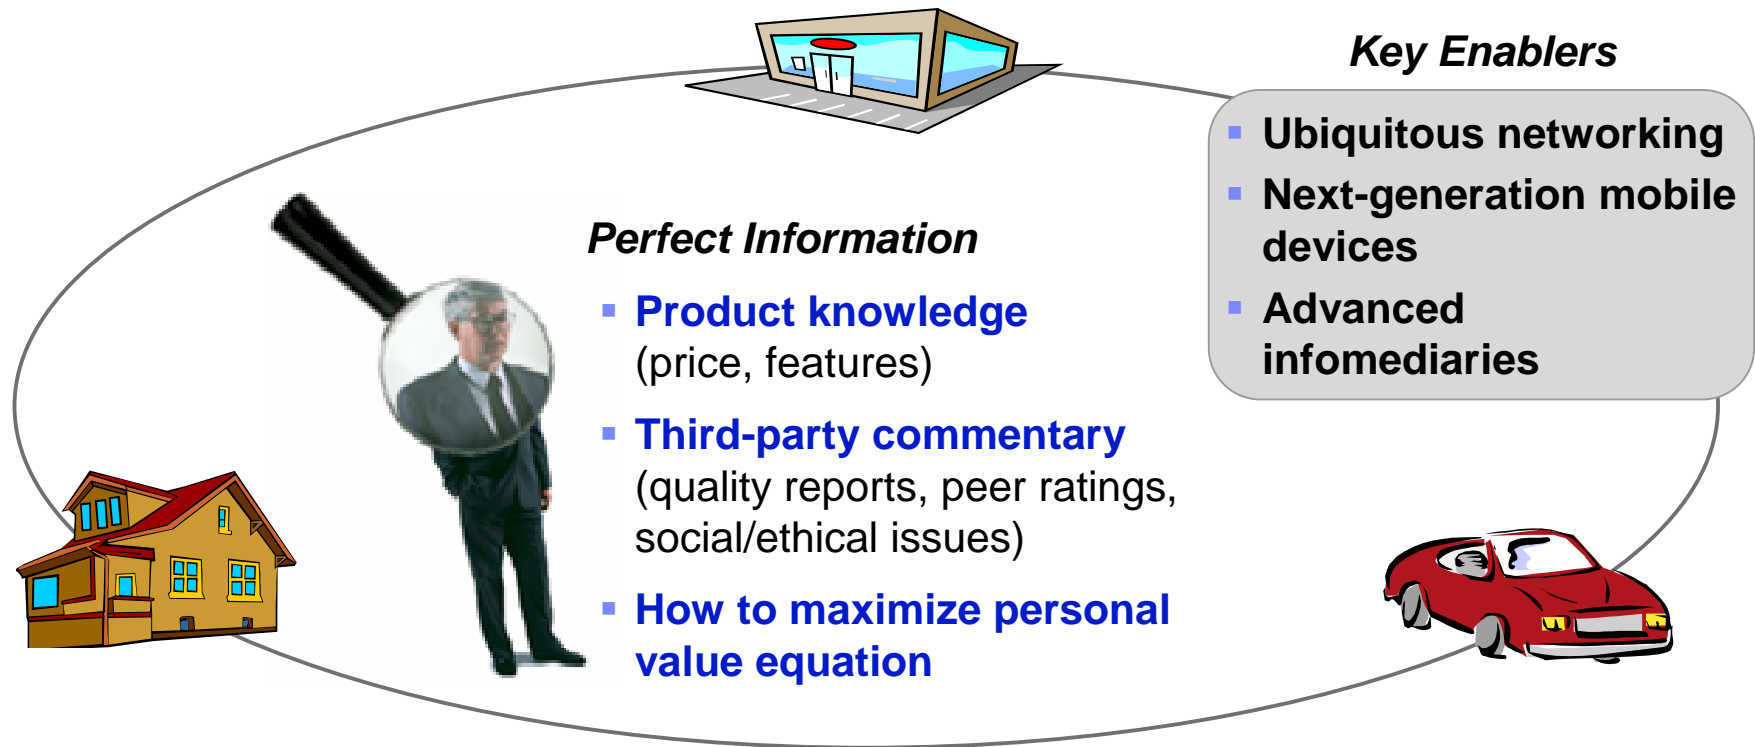 Key Enablers
▪ Ubiquitous networking
▪ Next-generation mobile
devices
▪ Advanced
infomediaries
Perfect Information
▪ Product knowledge
(price, features)
▪ Third-party commentary
(quality reports, peer ratings,
social/ethical issues)
▪ How to maximize personal
value equation